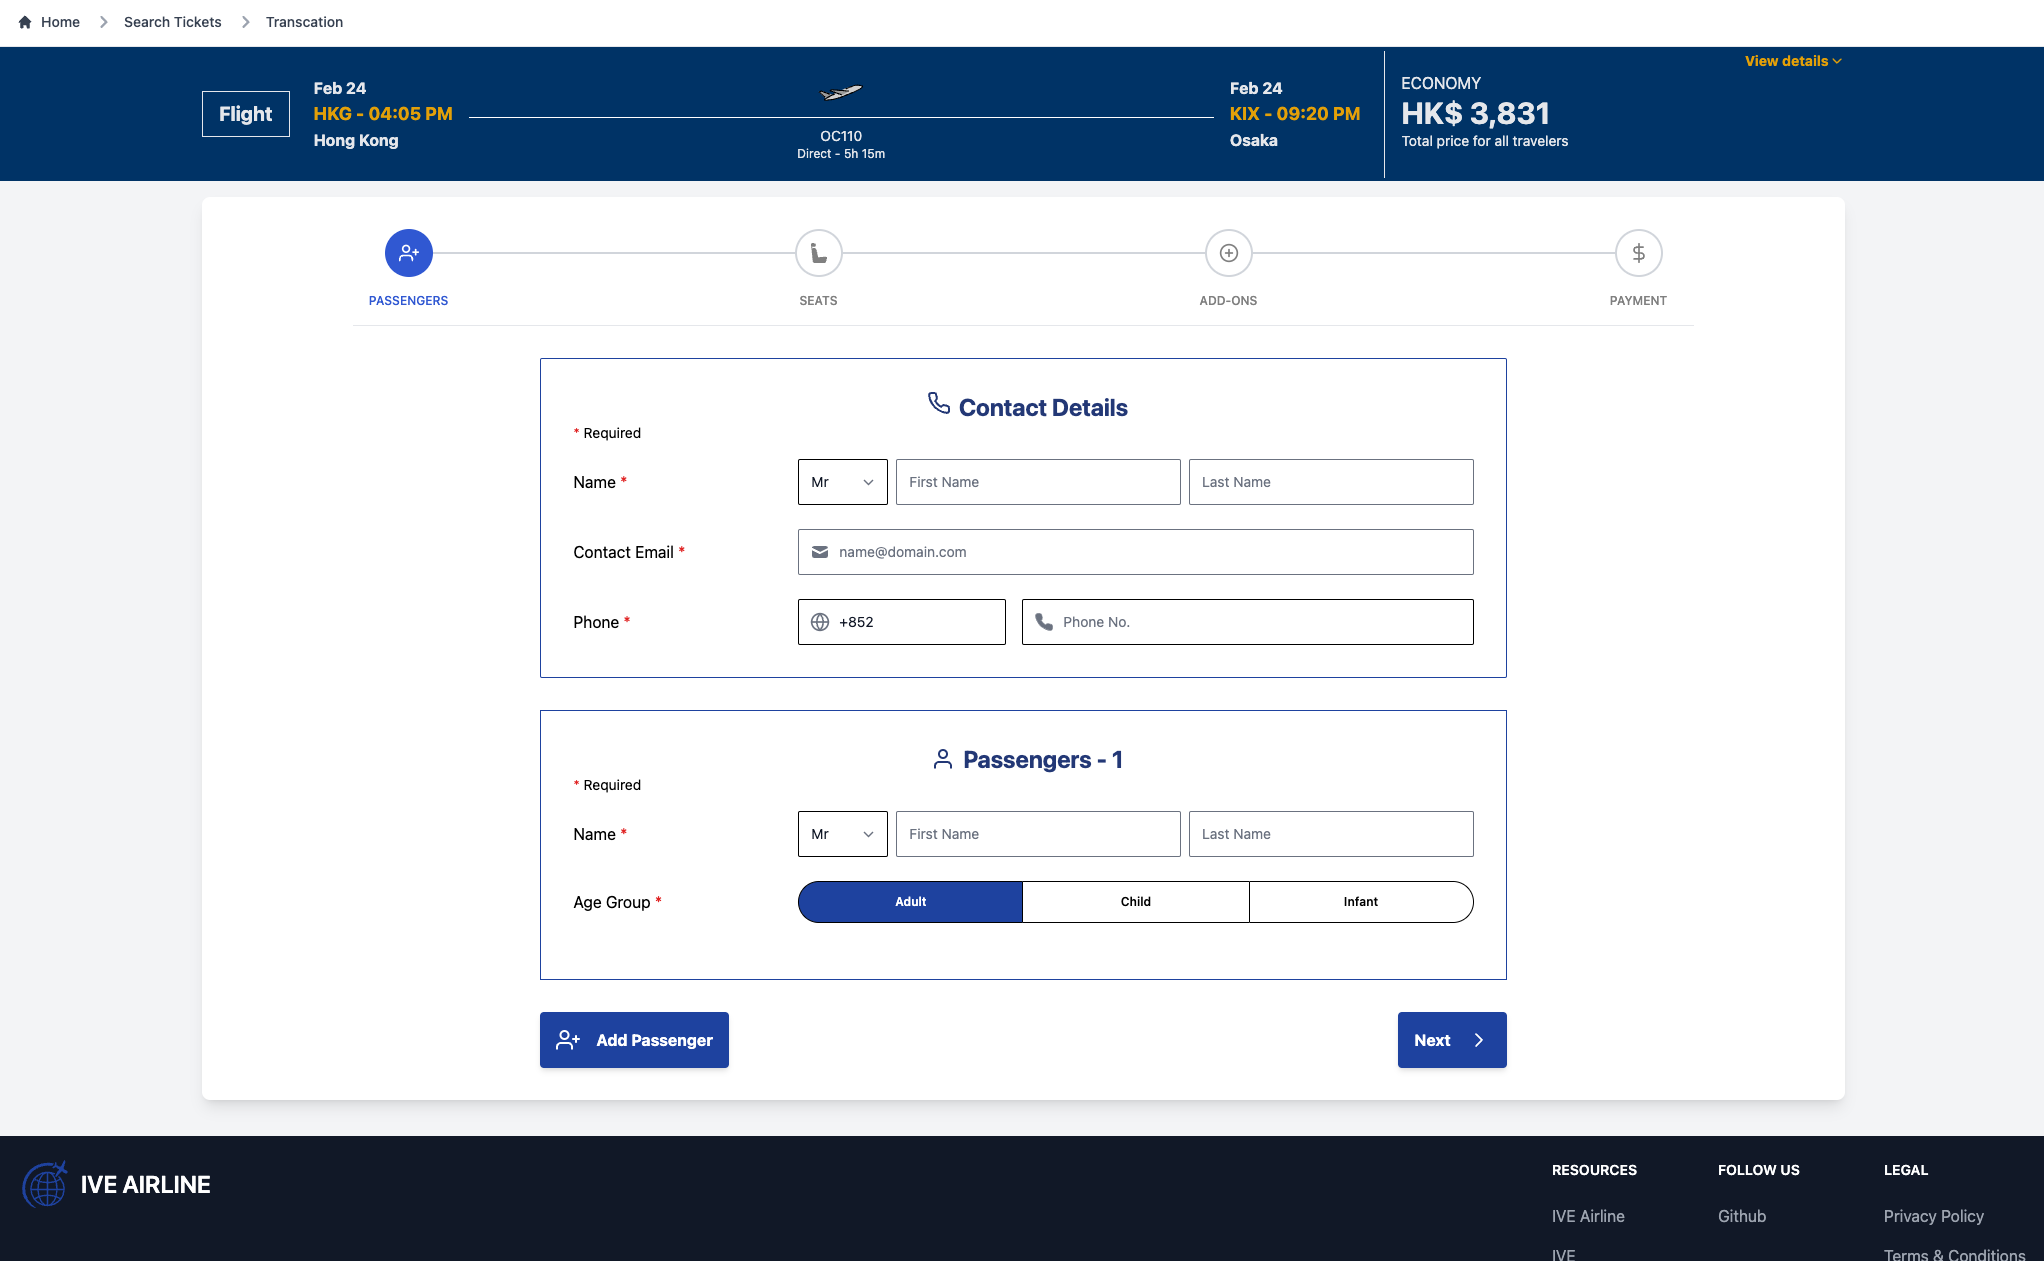 Home > Search Tickets > Transcation
View details
Flight
Feb 24
HKG - 04:05 PM
Hong Kong
OC110
Direct - 5h 15m
Feb 24
KIX - 09:20 PM
Osaka
ECONOMY
HK$ 3,831
Total price for all travelers
PASSENGERS
SEATS
ADD-ONS
PAYMENT
Contact Details
* Required
Name * Mr First Name Last Name
Contact Email * name@domain.com
Phone * +852 Phone No.
Passengers - 1
* Required
Name * Mr First Name Last Name
Age Group * Adult Child Infant
Add Passenger
Next
IVE AIRLINE
RESOURCES
IVE Airline
IVE
FOLLOW US
Github
LEGAL
Privacy Policy
Terms & Conditions